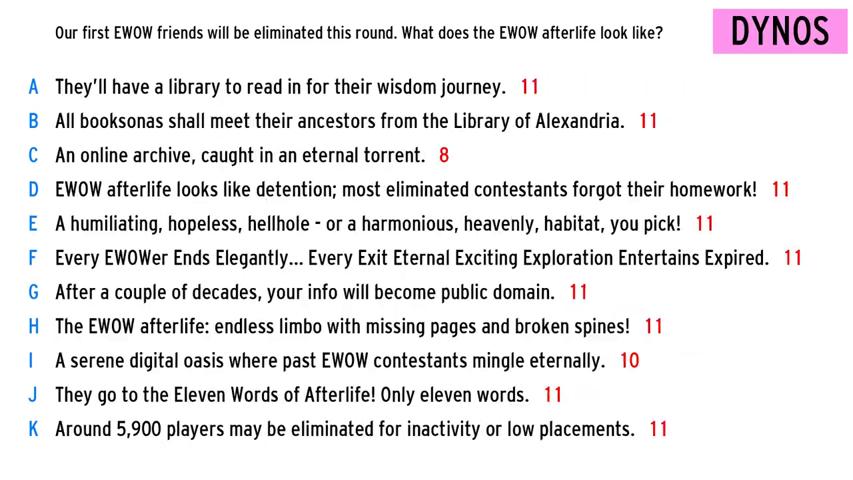 Our first EWOW friends will be eliminated this round. What does the EWOW afterlife look like?
DYNOS
A They'll have a library to read in for their wisdom journey. 11
B All booksonas shall meet their ancestors from the Library of Alexandria. 11
C An online archive, caught in an eternal torrent. 8
D EWOW afterlife looks like detention; most eliminated contestants forgot their homework! 11
E A humiliating, hopeless, hellhole - or a harmonious, heavenly, habitat, you pick! 11
F Every EWOWer Ends Elegantly... Every Exit Eternal Exciting Exploration Entertains Expired. 11
G After a couple of decades, your info will become public domain. 11
H The EWOW afterlife: endless limbo with missing pages and broken spines! 11
I A serene digital oasis where past EWOW contestants mingle eternally. 10
J They go to the Eleven Words of Afterlife! Only eleven words. 11
K Around 5,900 players may be eliminated for inactivity or low placements. 11